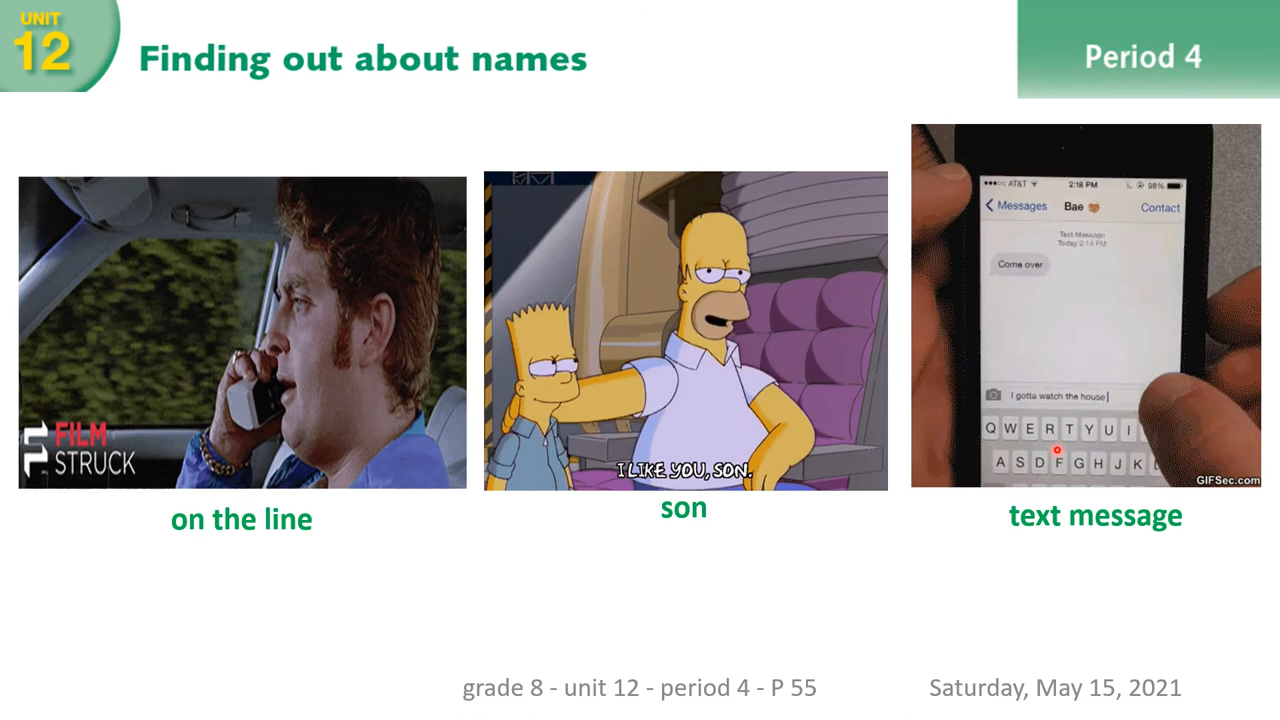 UNIT
12
Finding out about names
Period 4
FILM
STRUCK
on the line
I LIKE YOU, SON.
son
AT&T 2:18 PM 98%
Messages Bae Contact
Text Message
Today 2:14 PM
Come over
I gotta watch the house
Q W E R T Y U I
A S D F G H J K
GIFSec.com
text message
grade 8 - unit 12 - period 4 - P 55
Saturday, May 15, 2021